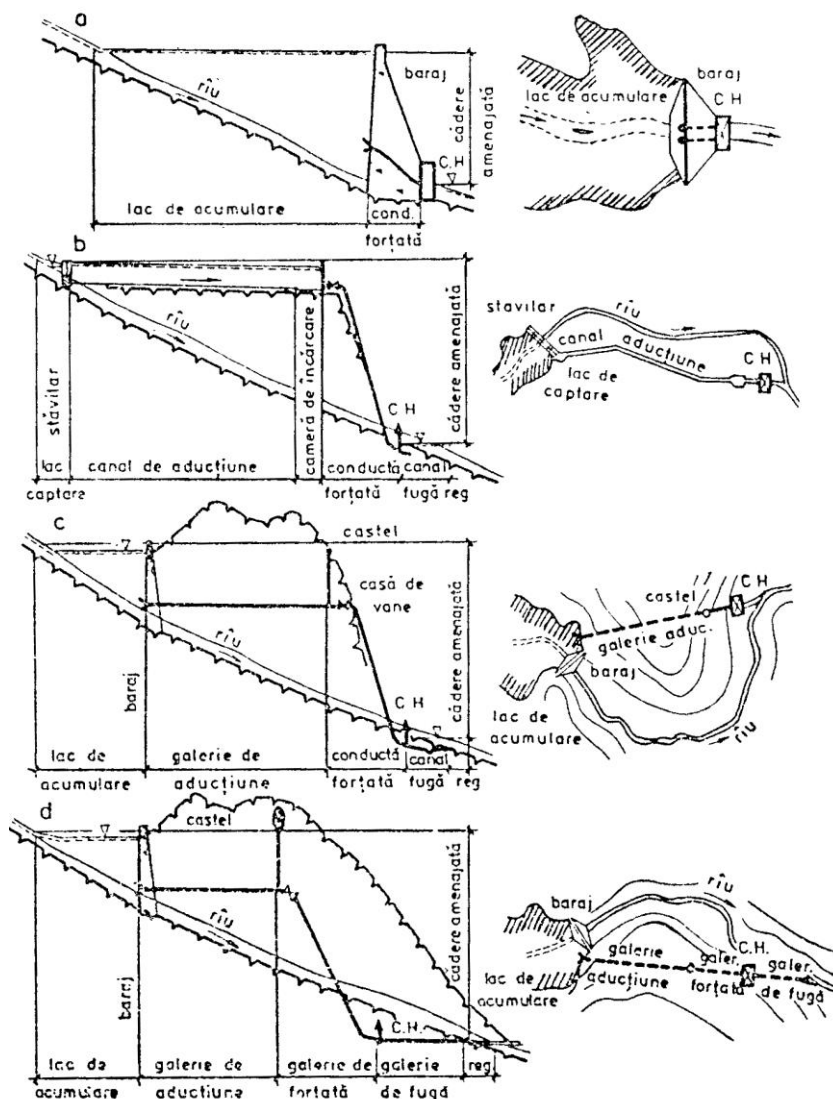 a
rîu
baraj
C.H.
cădere
amenajată
lac de acumulare
cond.
forțată
baraj
C H
lac de acumulare
b
rîu
stăvilar
cameră de încărcare
C H
cădere amenajată
lac
canal de aducțiune
conductă
canal
captare
forțată
fugă
reg
stăvilar
rîu
canal aducțiune
C H
lac de
captare
c
castel
casă de
vane
rîu
baraj
C H
cădere amenajată
lac de
galerie de
conductă
canal
acumulare
aducțiune
forțată
fugă
reg
C H
castel
galerie aduc.
baraj
lac de
acumulare
rîu
d
castel
rîu
baraj
C.H.
cădere amenajată
lac de
galerie de
galerie de
galerie
reg
acumulare
aducțiune
forțată
de fugă
rîu
baraj
C.H.
galerie
galer.
galer.
lac de
acumulare
aducțiune
forțată
de fugă